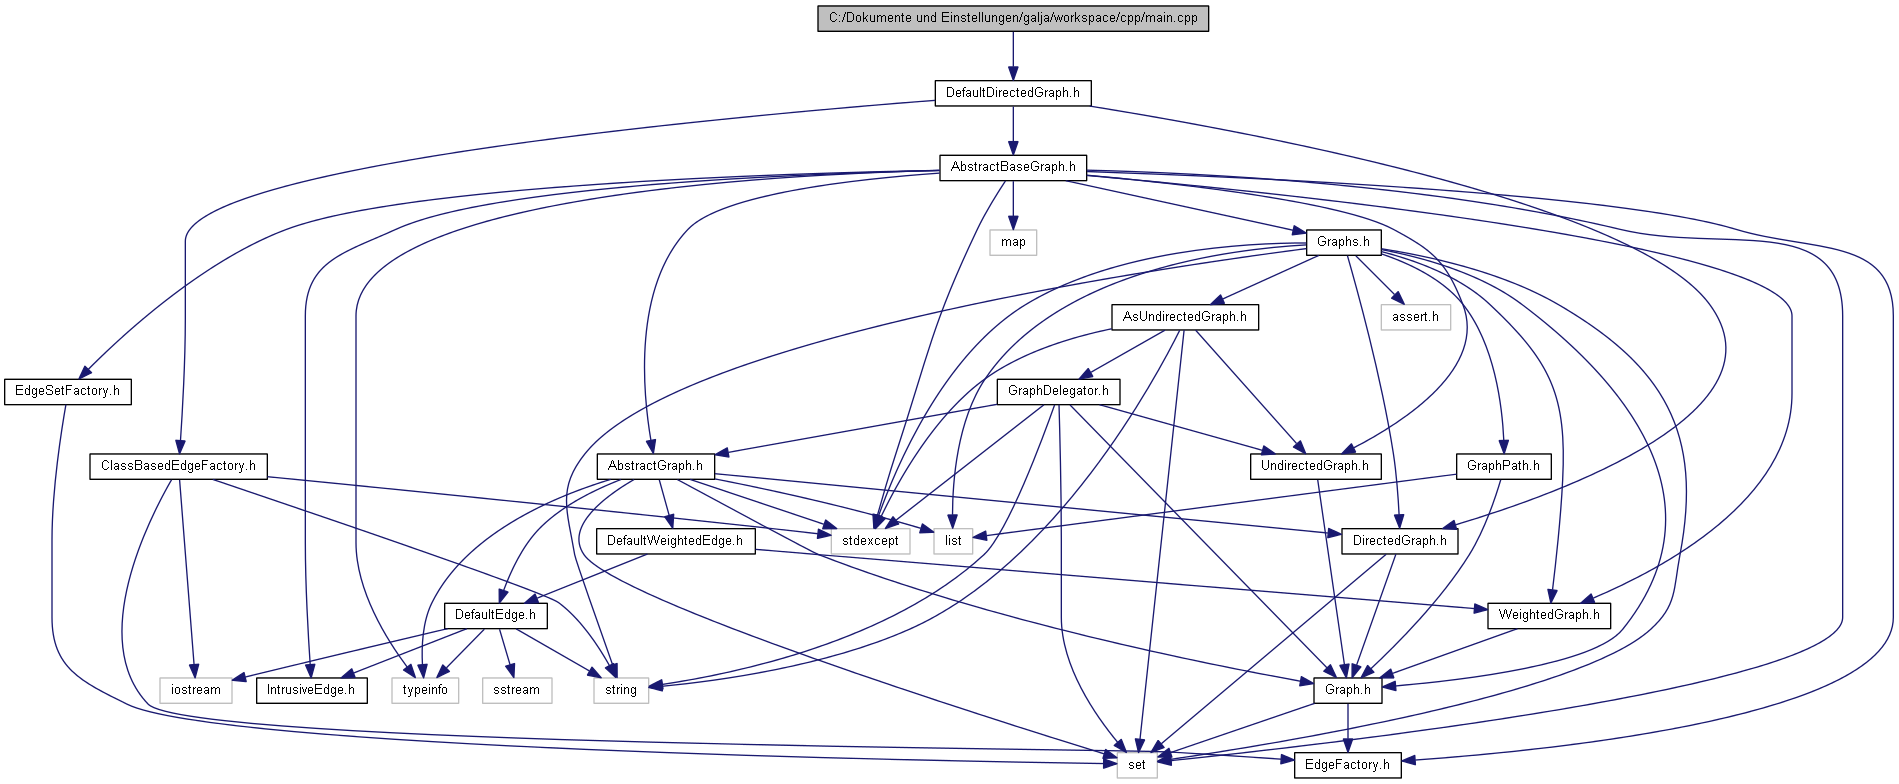 C:/Dokumente und Einstellungen/galja/workspace/cpp/main.cpp
DefaultDirectedGraph.h
AbstractBaseGraph.h
map
Graphs.h
AsUndirectedGraph.h
assert.h
EdgeSetFactory.h
GraphDelegator.h
ClassBasedEdgeFactory.h
AbstractGraph.h
UndirectedGraph.h
GraphPath.h
DefaultWeightedEdge.h
stdexcept
list
DirectedGraph.h
DefaultEdge.h
WeightedGraph.h
iostream
IntrusiveEdge.h
typeinfo
sstream
string
Graph.h
set
EdgeFactory.h